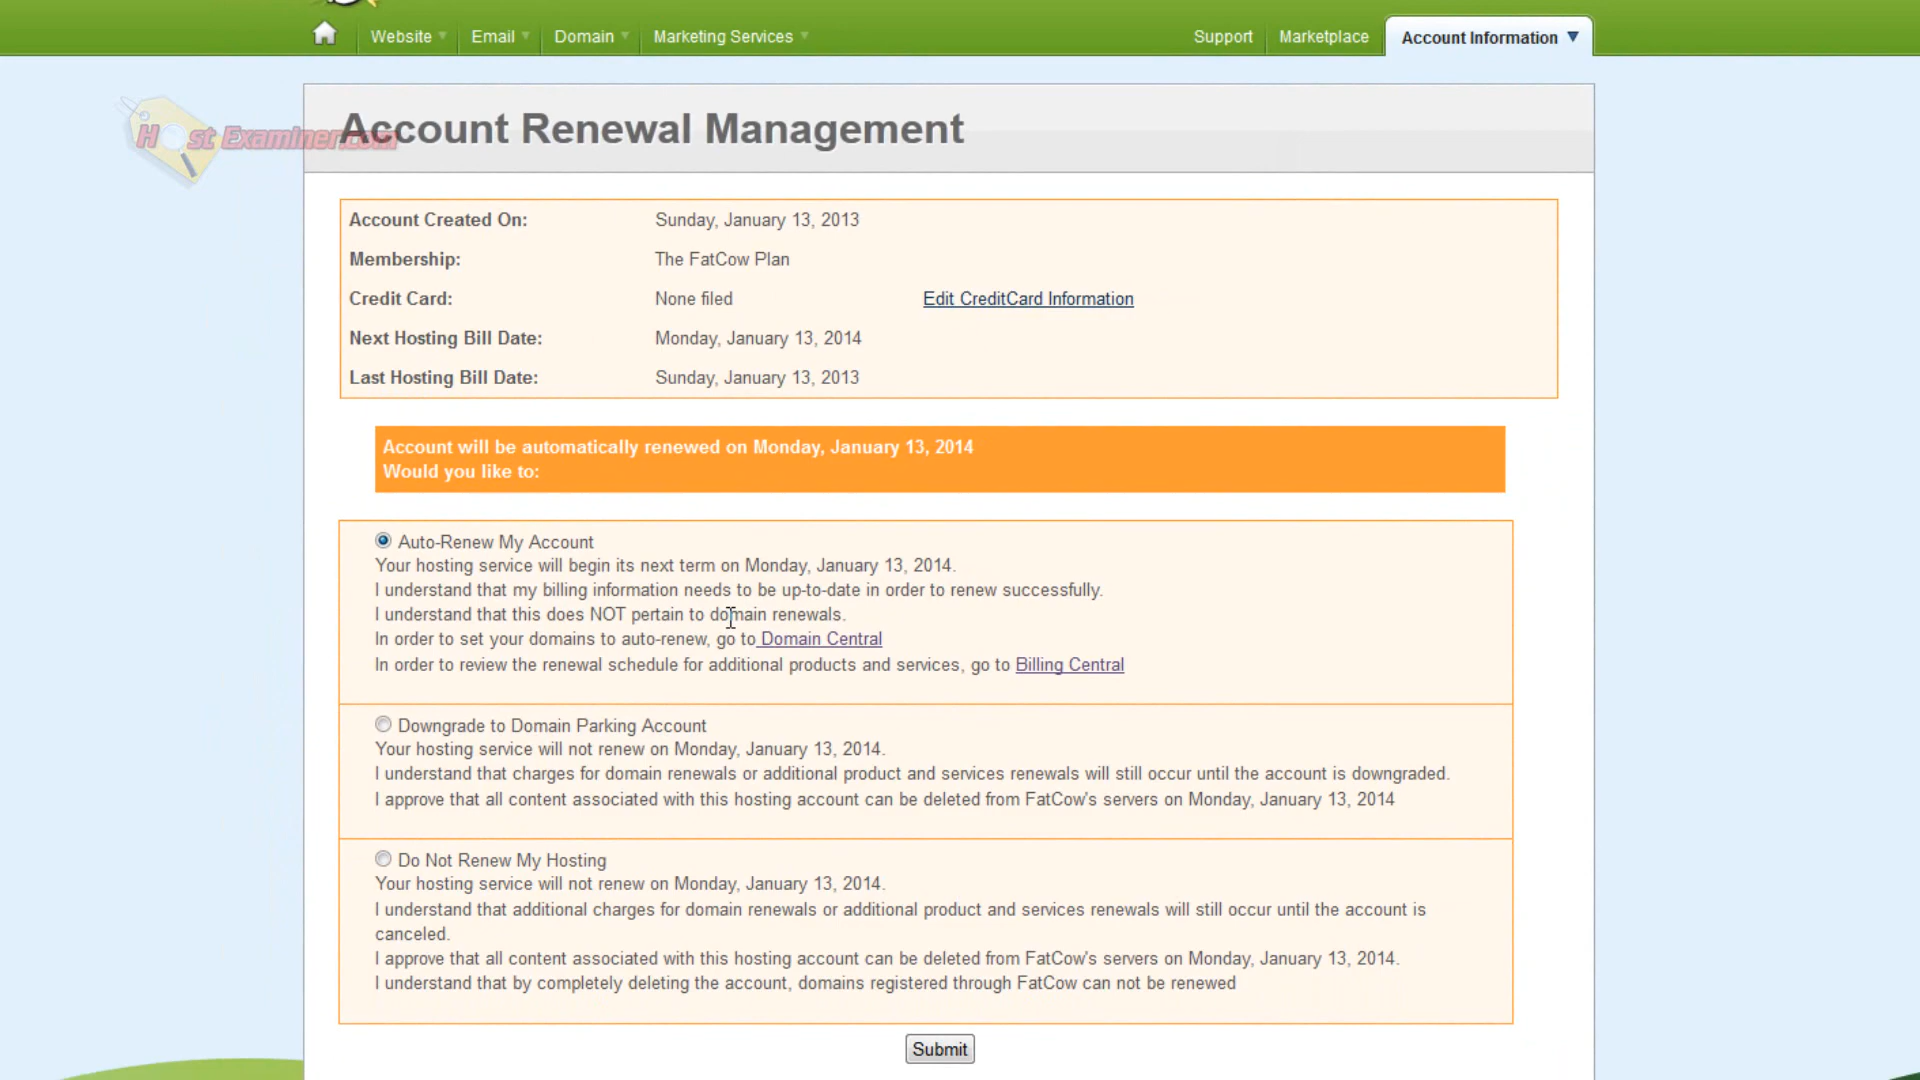 Website Email Domain Marketing Services Support Marketplace Account Information
Host Examiner.com
Account Renewal Management
Account Created On: Sunday, January 13, 2013
Membership: The FatCow Plan
Credit Card: None filed Edit CreditCard Information
Next Hosting Bill Date: Monday, January 13, 2014
Last Hosting Bill Date: Sunday, January 13, 2013
Account will be automatically renewed on Monday, January 13, 2014
Would you like to:
Auto-Renew My Account
Your hosting service will begin its next term on Monday, January 13, 2014.
I understand that my billing information needs to be up-to-date in order to renew successfully.
I understand that this does NOT pertain to domain renewals.
In order to set your domains to auto-renew, go to Domain Central
In order to review the renewal schedule for additional products and services, go to Billing Central
Downgrade to Domain Parking Account
Your hosting service will not renew on Monday, January 13, 2014.
I understand that charges for domain renewals or additional product and services renewals will still occur until the account is downgraded.
I approve that all content associated with this hosting account can be deleted from FatCow's servers on Monday, January 13, 2014
Do Not Renew My Hosting
Your hosting service will not renew on Monday, January 13, 2014.
I understand that additional charges for domain renewals or additional product and services renewals will still occur until the account is
canceled.
I approve that all content associated with this hosting account can be deleted from FatCow's servers on Monday, January 13, 2014.
I understand that by completely deleting the account, domains registered through FatCow can not be renewed
Submit